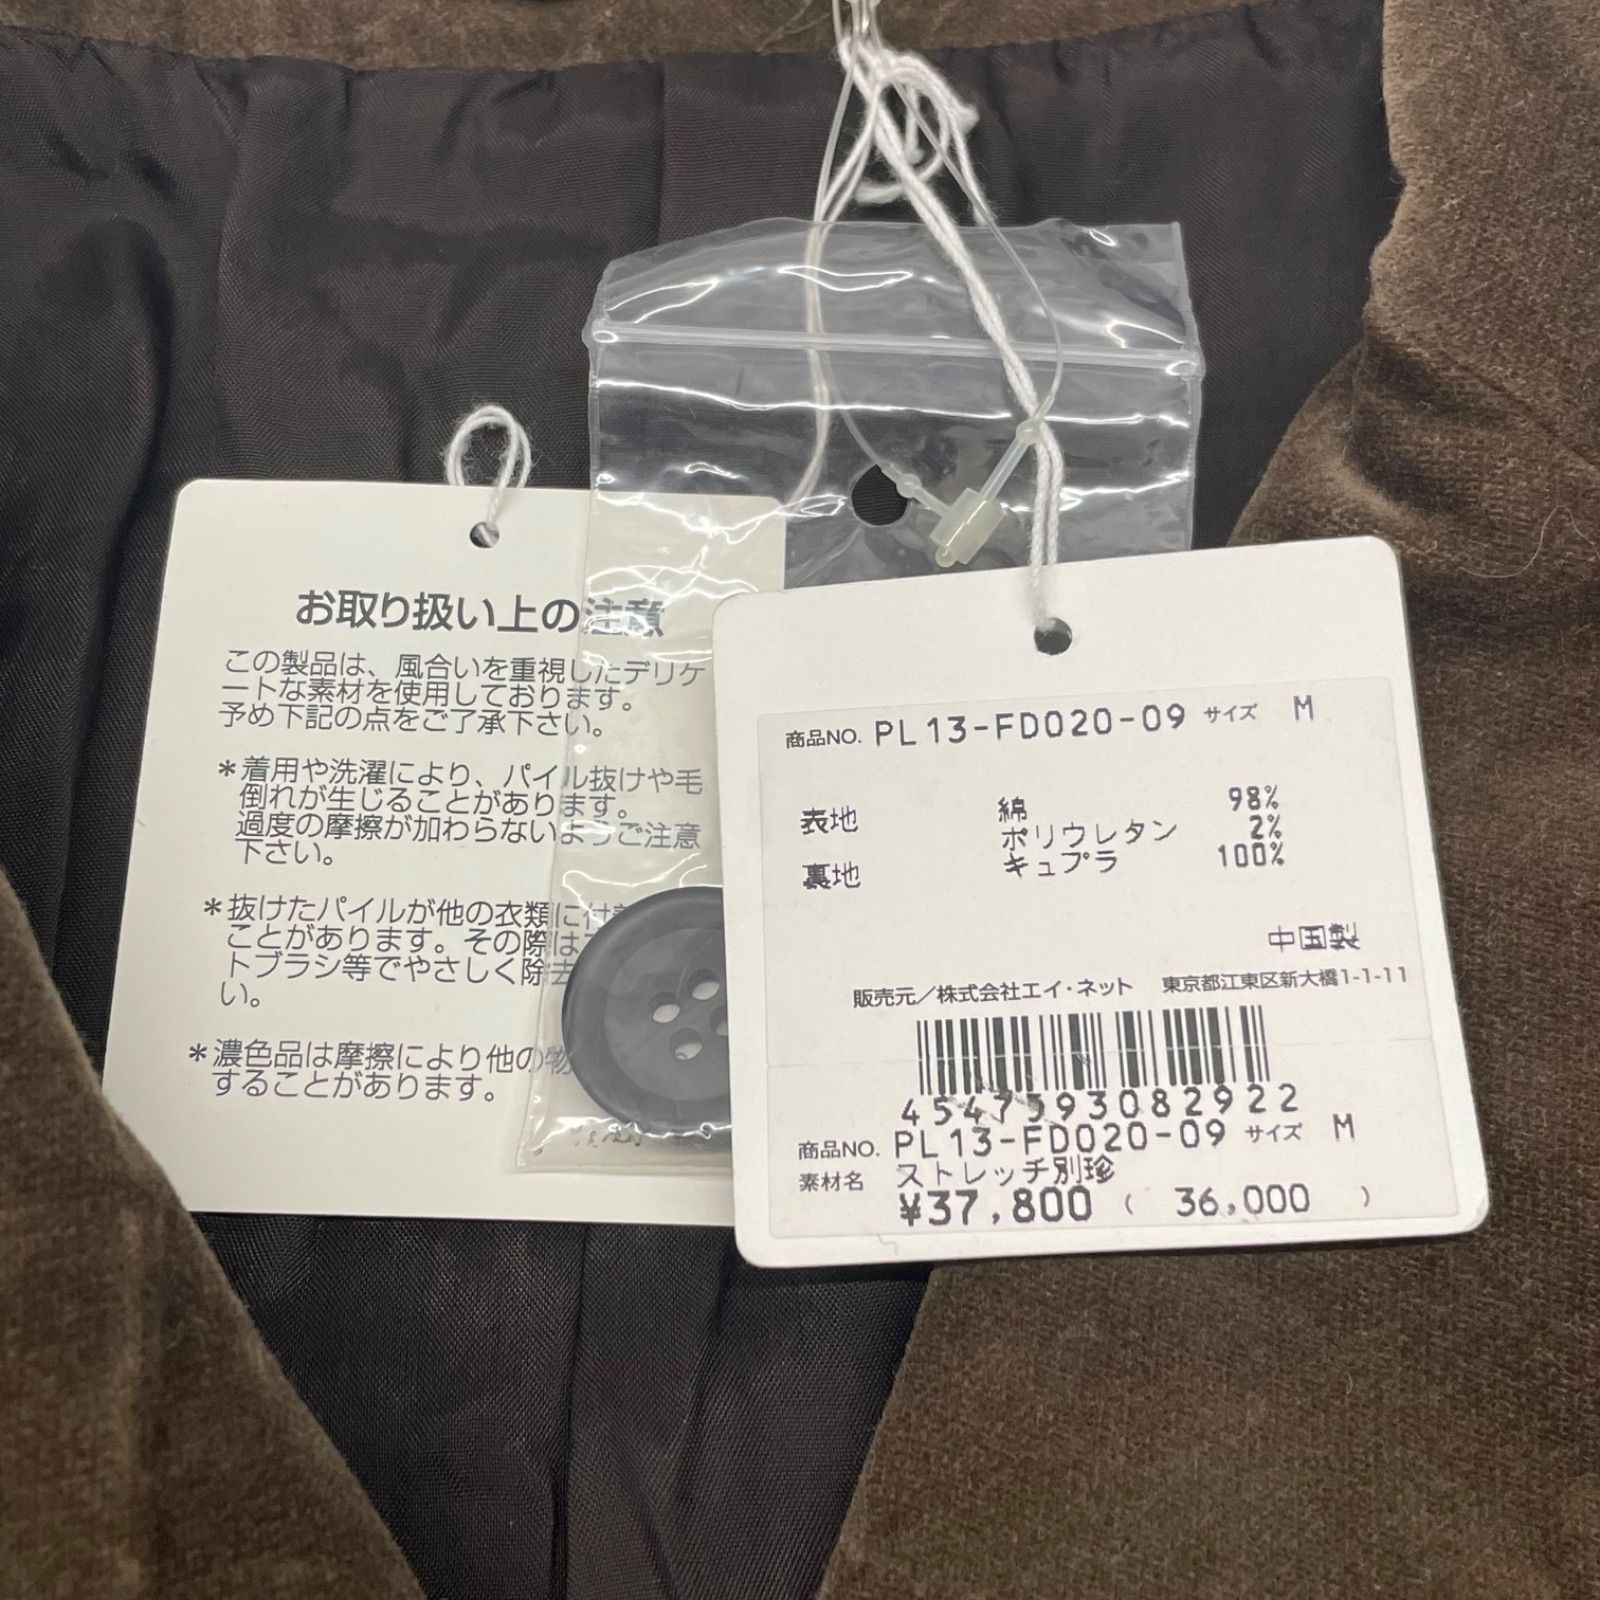 お取り扱い上の注意
この製品は、風合いを重視したデリケ
ートな素材を使用しております。
予め下記の点をご了承下さい。
＊着用や洗濯により、パイル抜けや毛
倒れが生じることがあります。
過度の摩擦が加わらないようご注意
下さい。
＊抜けたパイルが他の衣類に付
ことがあります。その際は
トブラシ等でやさしく除去
い。
＊濃色品は摩擦により他の物
することがあります。
商品NO. PL13-FD020-09 サイズ M
表地 綿 98%
ポリウレタン 2%
裏地 キュプラ 100%
中国製
販売元／株式会社エイ・ネット 東京都江東区新大橋1-1-11
4547593082922
商品NO. PL13-FD020-09 サイズ M
素材名 ストレッチ別珍
¥37,800 ( 36,000 )